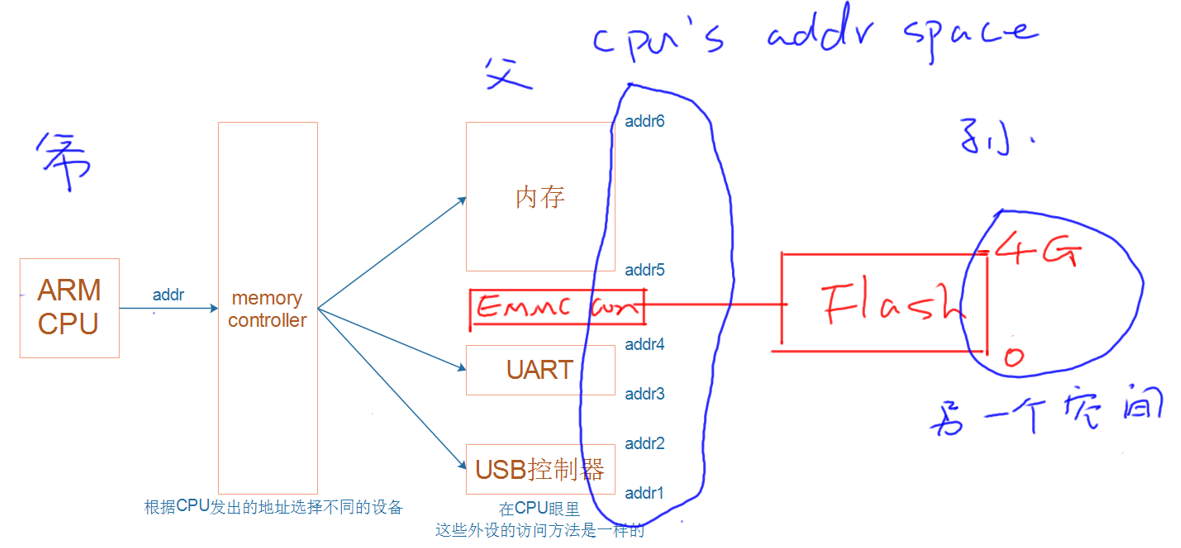 cpu's addr space
父
addr6
孙
内存
4G
ARM
CPU
addr
memory
controller
addr5
EMMC con
Flash
addr4
UART
0
addr3
另一个空间
addr2
USB控制器
addr1
根据CPU发出的地址选择不同的设备
在CPU眼里
这些外设的访问方法是一样的